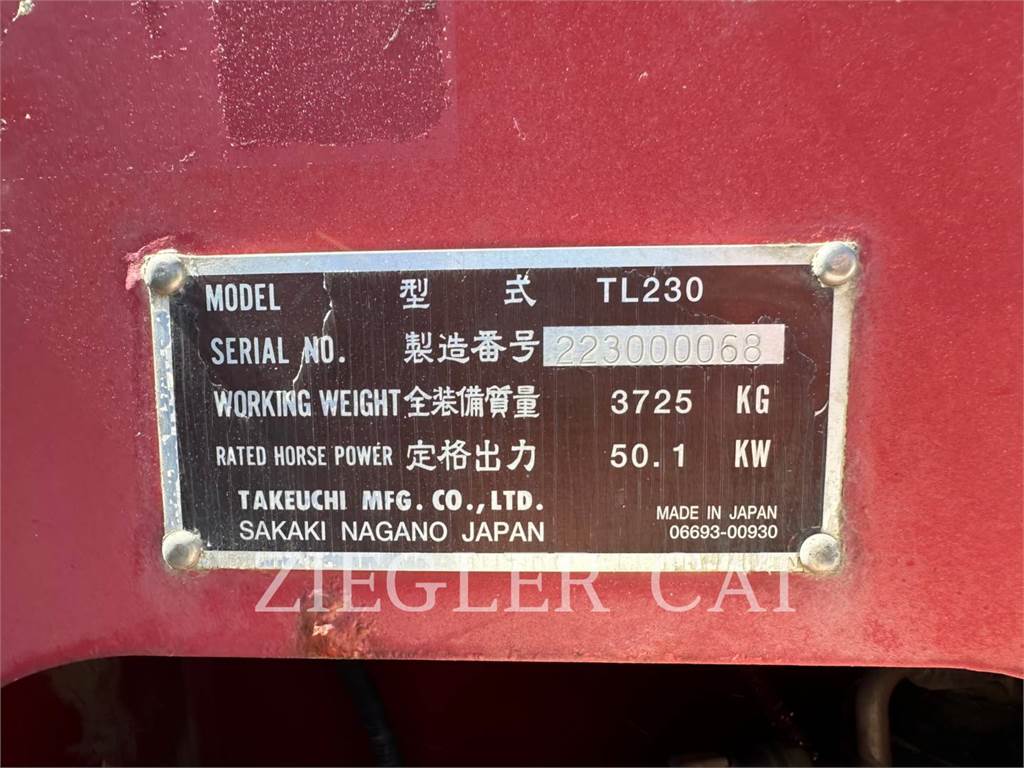 MODEL 型式 TL230
SERIAL NO. 製造番号 223000068
WORKING WEIGHT 全装備質量 3725 KG
RATED HORSE POWER 定格出力 50.1 KW
TAKEUCHI MFG. CO.,LTD.
SAKAKI NAGANO JAPAN
MADE IN JAPAN
06693-00930
ZIEGLER CAT